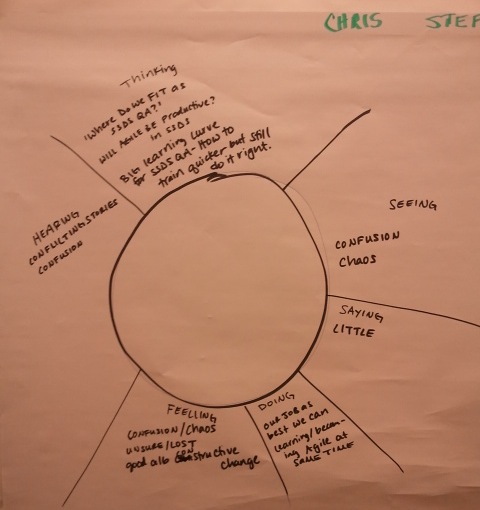 CHRIS STEF
Thinking
'Where Do we FIT as
SSDS QA?'
Will AGILE BE Productive?
in SSDS
BIG learning curve
for SSDS QA-How to
train quicker but still
do it right.
HEARING
CONFLICTING STORIES
CONFUSION
SEEING
CONFUSION
Chaos
SAYING
LITTLE
DOING
our JOB as
best we can
learning/becom-
ing Agile at
SAME TIME
FEELING
CONFUSION/Chaos
UNSURE/LOST
good constructive
change